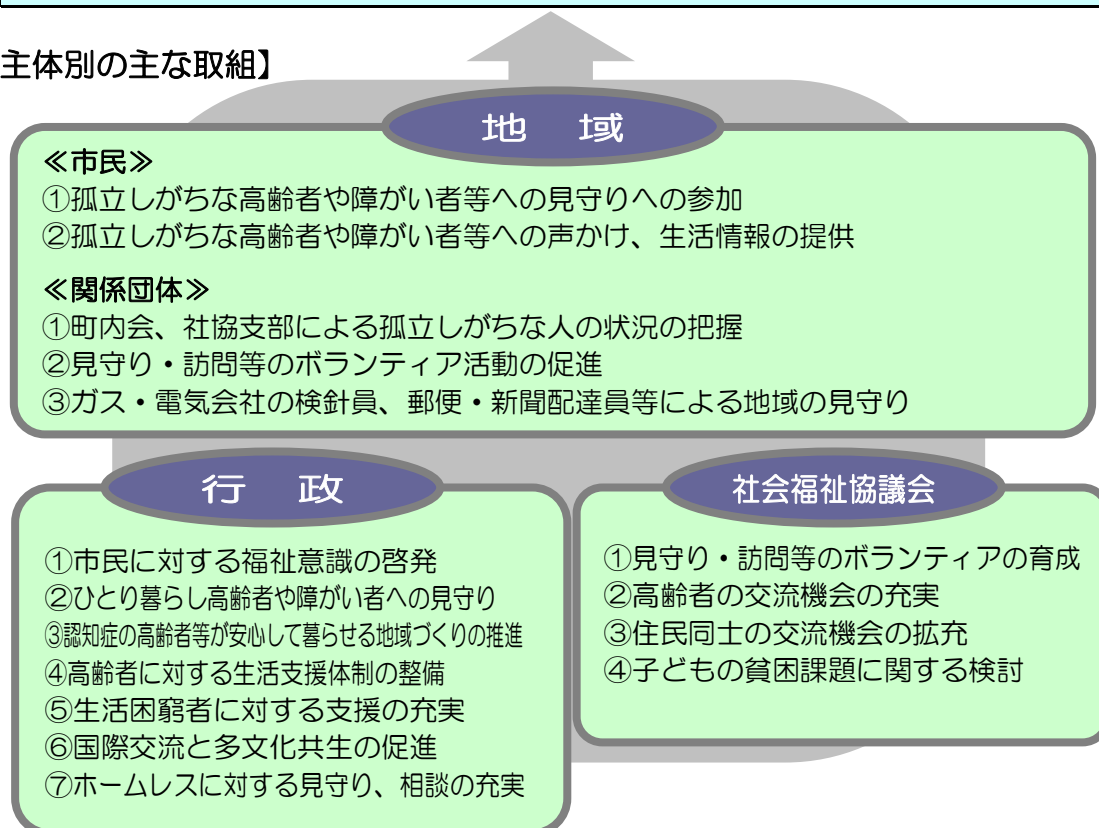 主体別の主な取組】
地　域
≪市民≫
①孤立しがちな高齢者や障がい者等への見守りへの参加
②孤立しがちな高齢者や障がい者等への声かけ、生活情報の提供
≪関係団体≫
①町内会、社協支部による孤立しがちな人の状況の把握
②見守り・訪問等のボランティア活動の促進
③ガス・電気会社の検針員、郵便・新聞配達員等による地域の見守り
行　政
①市民に対する福祉意識の啓発
②ひとり暮らし高齢者や障がい者への見守り
③認知症の高齢者等が安心して暮らせる地域づくりの推進
④高齢者に対する生活支援体制の整備
⑤生活困窮者に対する支援の充実
⑥国際交流と多文化共生の促進
⑦ホームレスに対する見守り、相談の充実
社会福祉協議会
①見守り・訪問等のボランティアの育成
②高齢者の交流機会の充実
③住民同士の交流機会の拡充
④子どもの貧困課題に関する検討